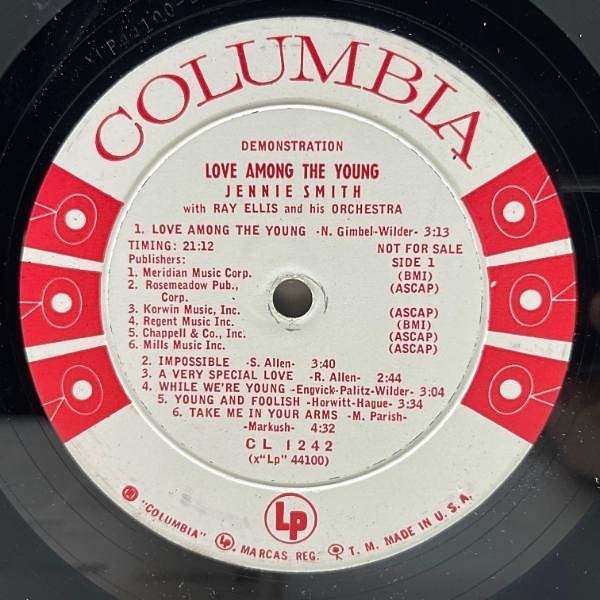 COLUMBIA
DEMONSTRATION
LOVE AMONG THE YOUNG
JENNIE SMITH
with RAY ELLIS and his ORCHESTRA
1. LOVE AMONG THE YOUNG -N. Gimbel-Wilder- 3:13
TIMING: 21:12 NOT FOR SALE
Publishers: SIDE 1
1. Meridian Music Corp. (BMI)
2. Rosemeadow Pub., (ASCAP)
Corp.
3. Korwin Music, Inc. (ASCAP)
4. Regent Music Inc. (BMI)
5. Chappell & Co., Inc. (ASCAP)
6. Mills Music Inc. (ASCAP)
2. IMPOSSIBLE -S. Allen- 3:40
3. A VERY SPECIAL LOVE -R. Allen- 2:44
4. WHILE WE'RE YOUNG -Engvick-Palitz-Wilder- 3:04
5. YOUNG AND FOOLISH -Horwitt-Hague- 3:34
6. TAKE ME IN YOUR ARMS -M. Parish-
-Markush- 4:32
CL 1242
(x"Lp" 44100)
Lp
"COLUMBIA" MARCAS REG. T. M. MADE IN U.S.A.